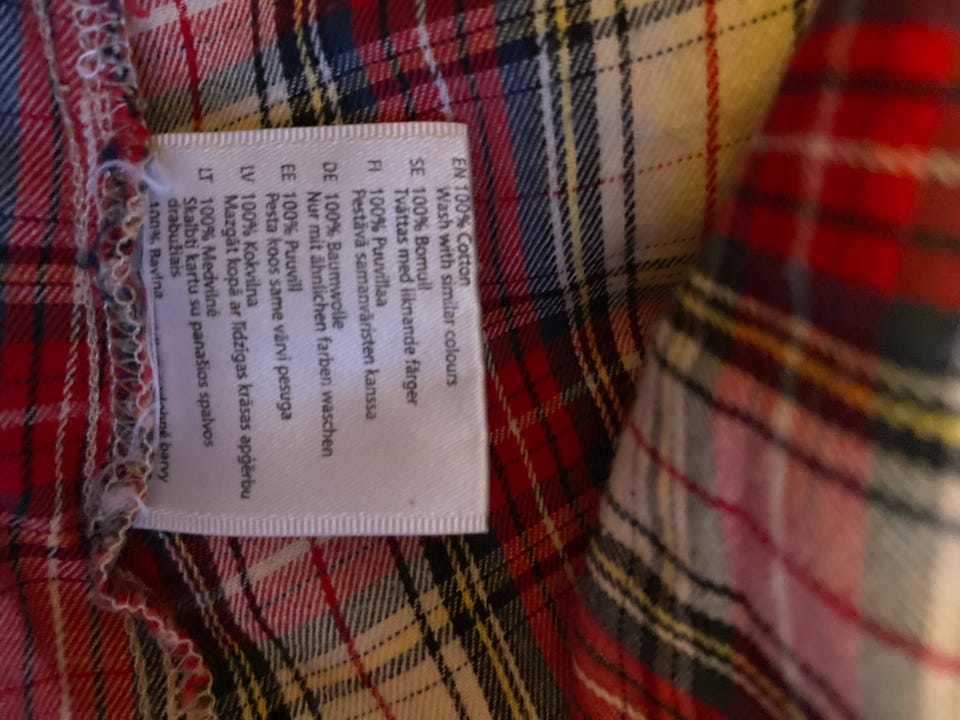 EN 100% Cotton
Wash wyth similar colours
SE 100% Bomull
Tvättas med liknande färger
FI 100% Puuvillaa
Pestävä samanväristen kanssa
DE 100% Baumwolle
Nur mit ähnlichen farben waschen
EE 100% Puuvill
Pesta koos same värvi pesuga
LV 100% Kokvilna
Mazgāt kopā ar līdzīgas krāsas apģērbu
LT 100% Medvilnė
Skalbti kartu su panašios spalvos
drabužiais
100% Bavlna
barvy